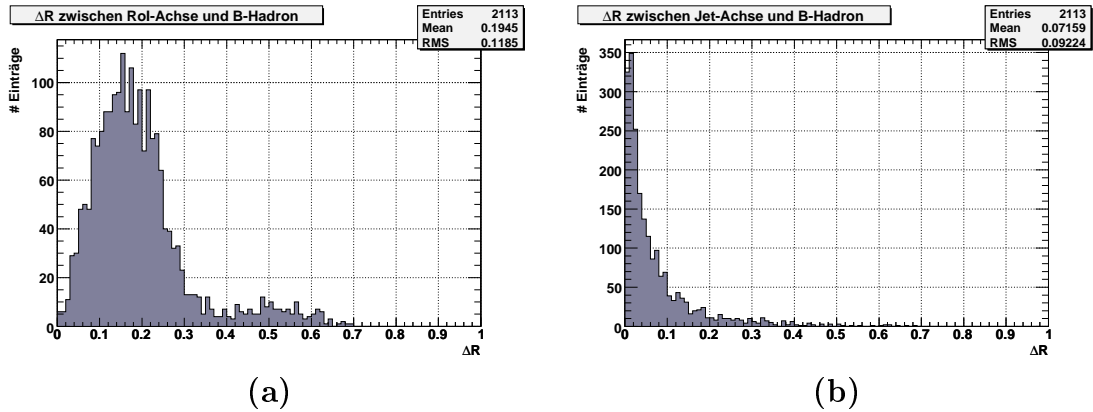 ΔR zwischen RoI-Achse und B-Hadron
Entries 2113
Mean 0.1945
RMS 0.1185
# Einträge
100
80
60
40
20
0
0 0.1 0.2 0.3 0.4 0.5 0.6 0.7 0.8 0.9 1
ΔR
(a)
ΔR zwischen Jet-Achse und B-Hadron
Entries 2113
Mean 0.07159
RMS 0.09224
# Einträge
350
300
250
200
150
100
50
0
0 0.1 0.2 0.3 0.4 0.5 0.6 0.7 0.8 0.9 1
ΔR
(b)